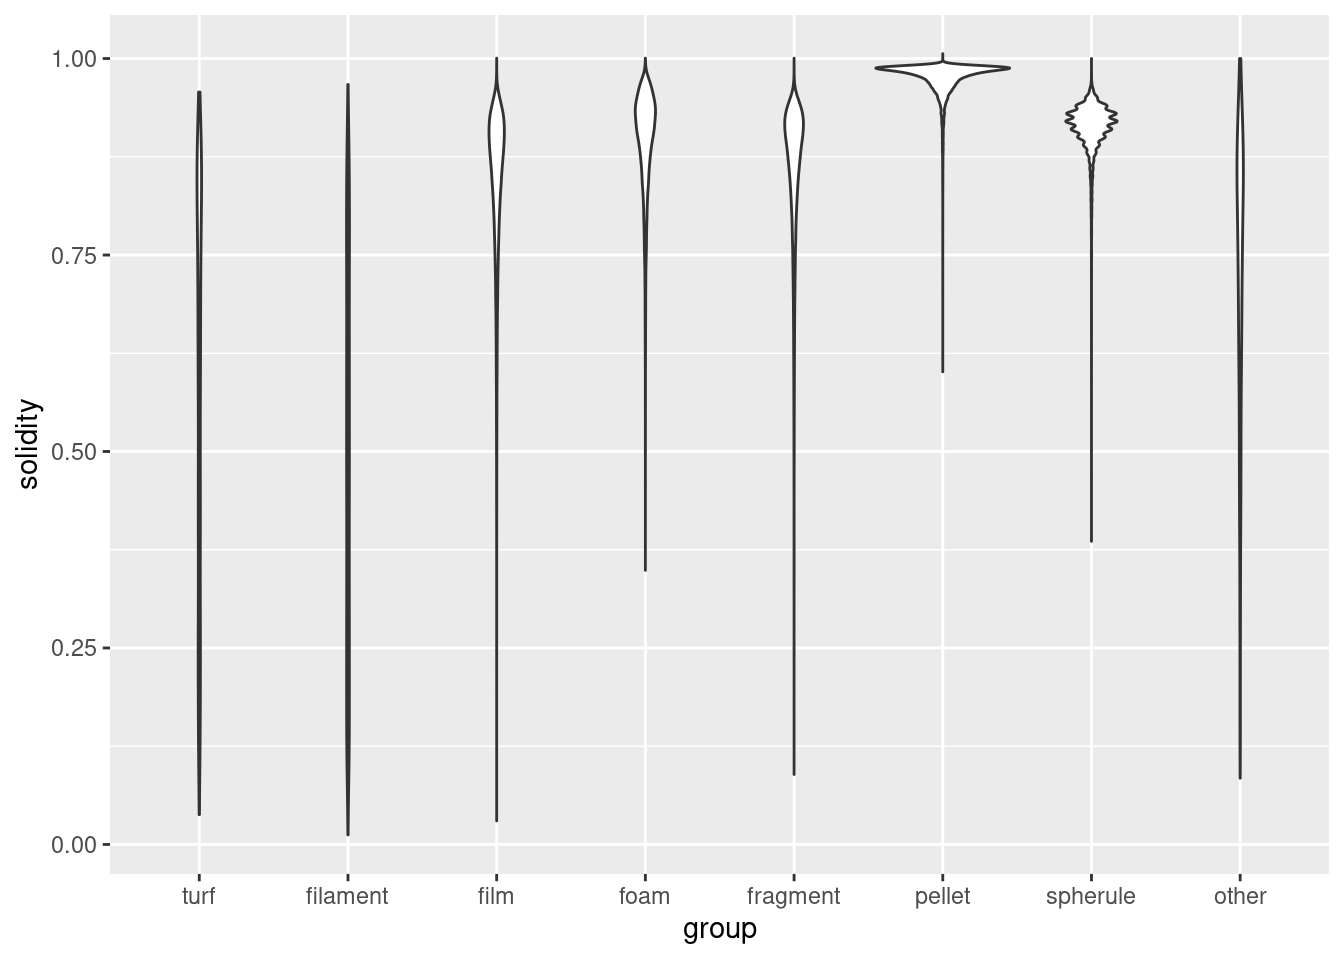 1.00
0.75
0.50
0.25
0.00
solidity
turf filament film foam fragment pellet spherule other
group